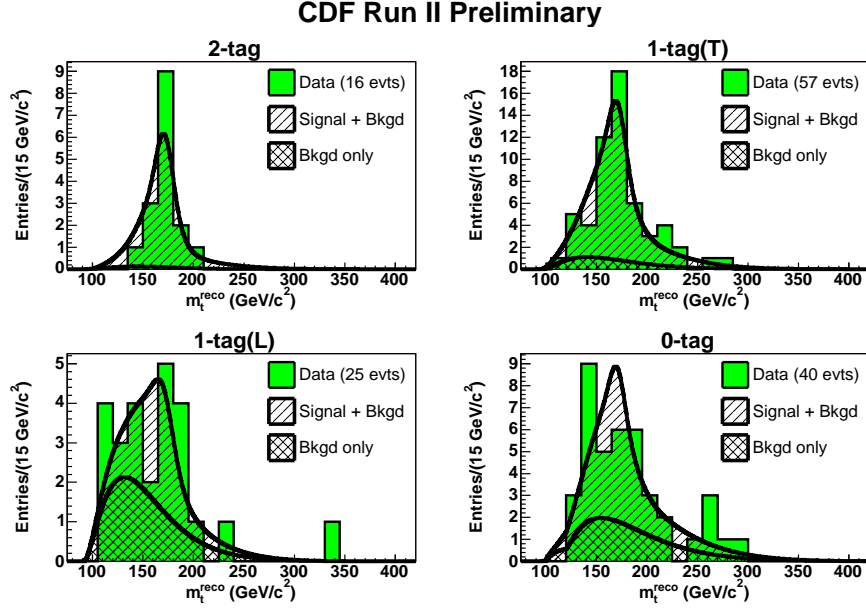 CDF Run II Preliminary
2-tag
Entries/(15 GeV/c²)
9
8
7
6
5
4
3
2
1
0
Data (16 evts)
Signal + Bkgd
Bkgd only
100 150 200 250 300 350 400
m_t^reco (GeV/c²)
1-tag(T)
Entries/(15 GeV/c²)
18
16
14
12
10
8
6
4
2
0
Data (57 evts)
Signal + Bkgd
Bkgd only
100 150 200 250 300 350 400
m_t^reco (GeV/c²)
1-tag(L)
Entries/(15 GeV/c²)
5
4
3
2
1
0
Data (25 evts)
Signal + Bkgd
Bkgd only
100 150 200 250 300 350 400
m_t^reco (GeV/c²)
0-tag
Entries/(15 GeV/c²)
9
8
7
6
5
4
3
2
1
0
Data (40 evts)
Signal + Bkgd
Bkgd only
100 150 200 250 300 350 400
m_t^reco (GeV/c²)